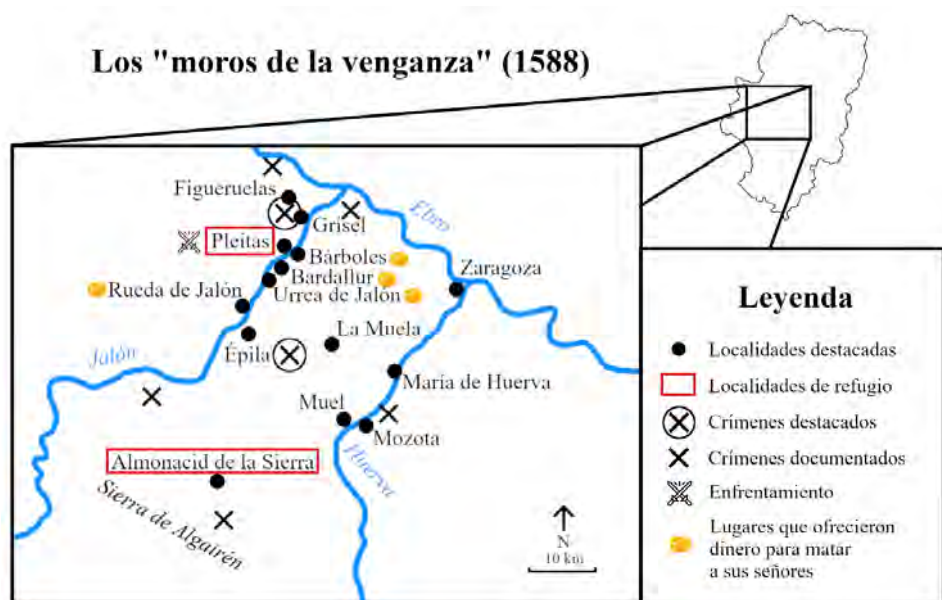 Los "moros de la venganza" (1588)
Figueruelas
Grisel
Ebro
Pleitas
Bárboles
Bardallur
Zaragoza
Rueda de Jalón
Urrea de Jalón
La Muela
Épila
Jalón
María de Huerva
Muel
Mozota
Huerva
Almonacid de la Sierra
Sierra de Algairén
N
10 km
Leyenda
Localidades destacadas
Localidades de refugio
Crímenes destacados
Crímenes documentados
Enfrentamiento
Lugares que ofrecieron
dinero para matar
a sus señores